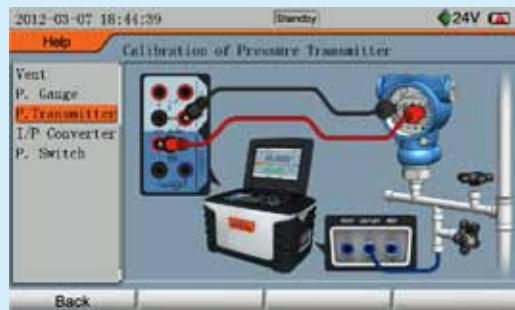 2012-03-07 18:44:39 Standby 24V
Help
Calibration of Pressure Transmitter
Vent
P. Gauge
P.Transmitter
I/P Converter
P. Switch
Back